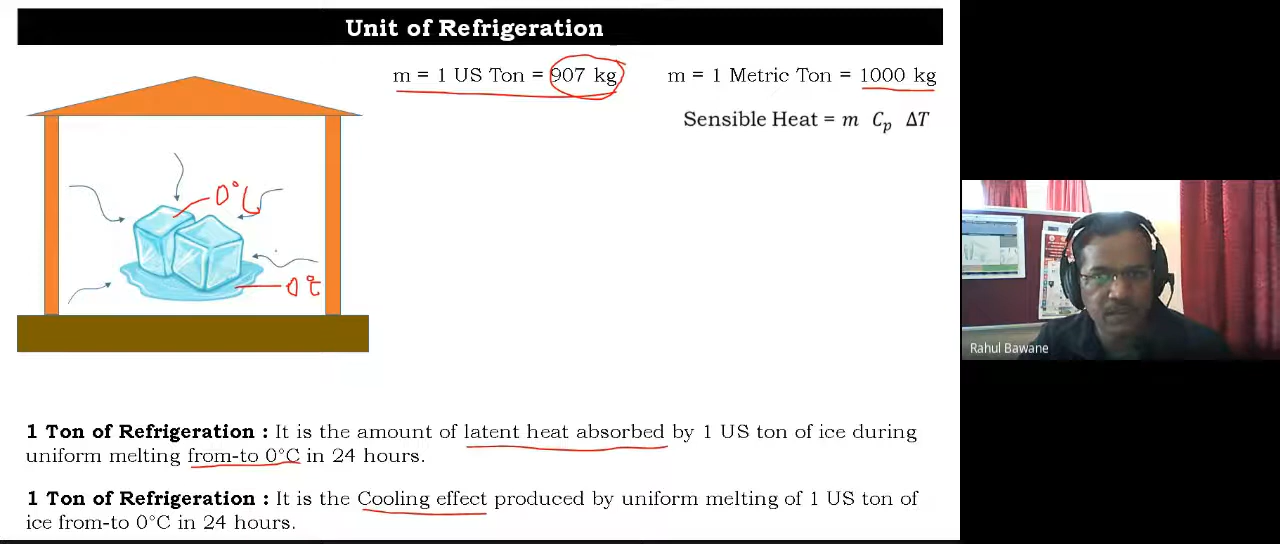 Unit of Refrigeration
m = 1 US Ton = 907 kg
m = 1 Metric Ton = 1000 kg
Sensible Heat = m C_p ΔT
0°C
0°C
Rahul Bawane
1 Ton of Refrigeration : It is the amount of latent heat absorbed by 1 US ton of ice during
uniform melting from-to 0°C in 24 hours.
1 Ton of Refrigeration : It is the Cooling effect produced by uniform melting of 1 US ton of
ice from-to 0°C in 24 hours.